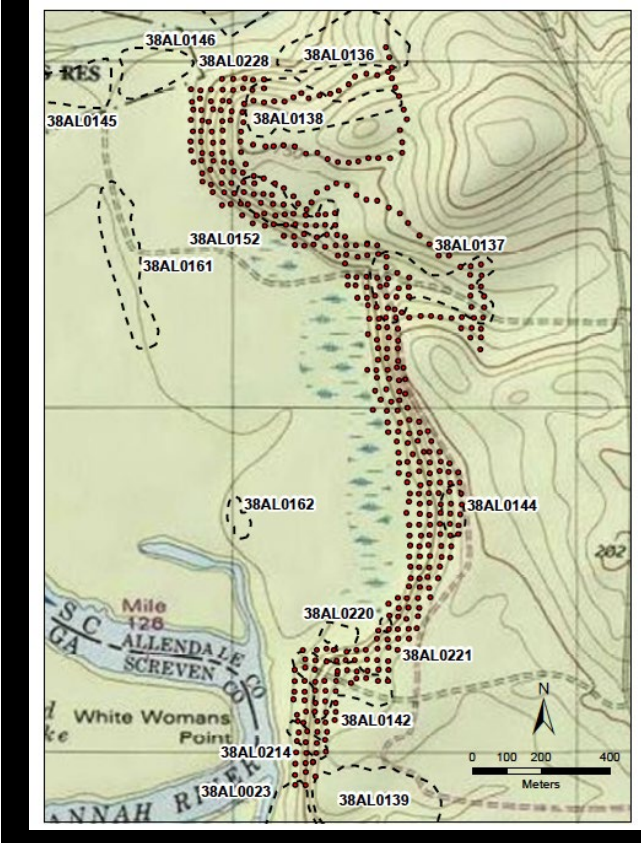 38AL0146
38AL0136
38AL0228
RES
38AL0138
38AL0145
38AL0152
38AL0137
38AL0161
38AL0162
38AL0144
202
Mile
126
38AL0220
S C
GA
ALLENDALE CO
SCREVEN CO
38AL0221
N
White Womans
Point
38AL0142
38AL0214
0 100 200 400
Meters
38AL0023
38AL0139
ANNAH RIVER